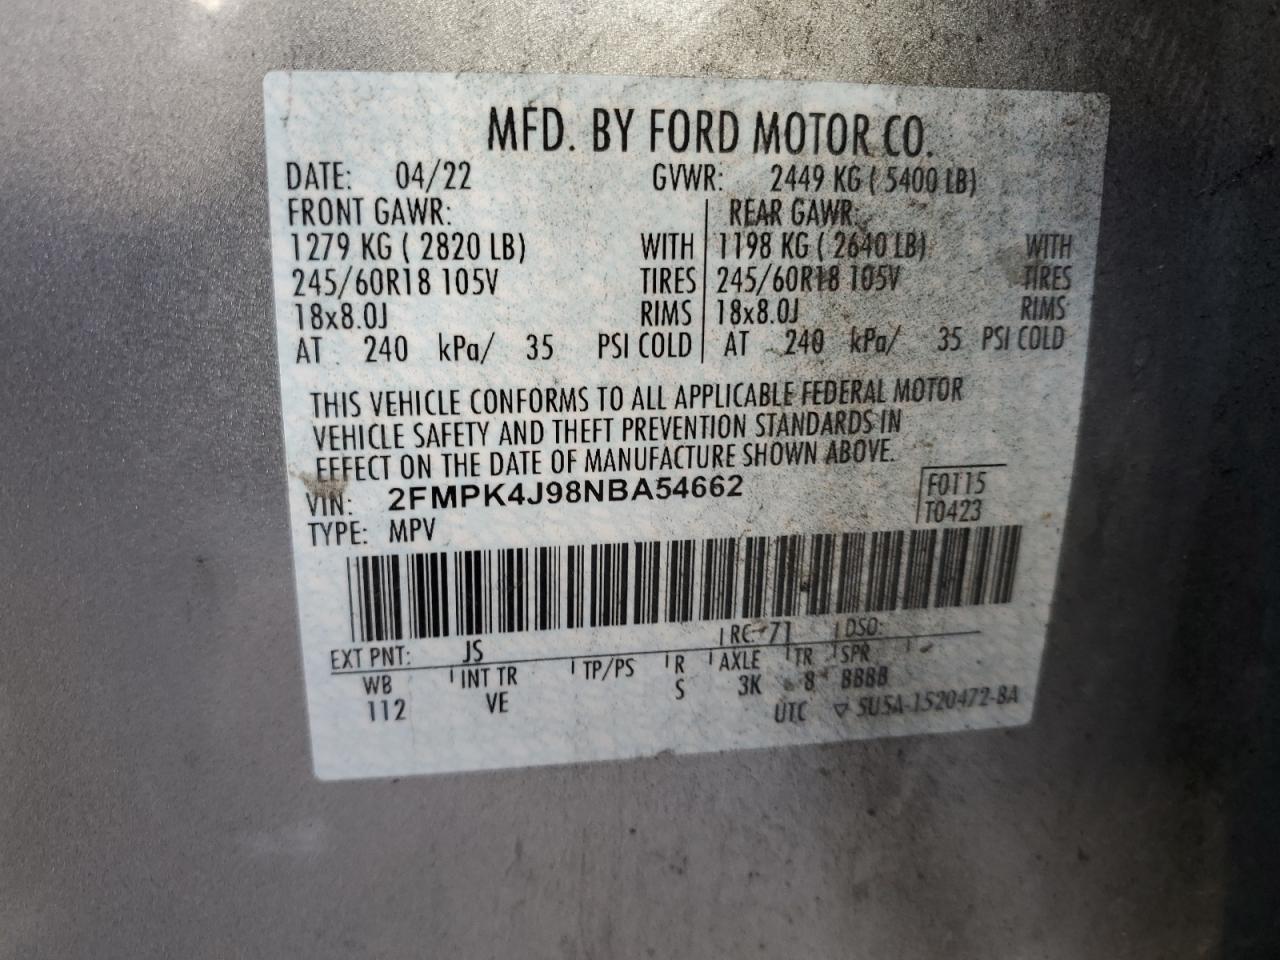 MFD. BY FORD MOTOR CO.
DATE: 04/22 GVWR: 2449 KG ( 5400 LB)
FRONT GAWR: REAR GAWR:
1279 KG ( 2820 LB) WITH 1198 KG ( 2640 LB) WITH
245/60R18 105V TIRES 245/60R18 105V TIRES
18x8.0J RIMS 18x8.0J RIMS
AT 240 kPa/ 35 PSI COLD AT 240 kPa/ 35 PSI COLD
THIS VEHICLE CONFORMS TO ALL APPLICABLE FEDERAL MOTOR
VEHICLE SAFETY AND THEFT PREVENTION STANDARDS IN
EFFECT ON THE DATE OF MANUFACTURE SHOWN ABOVE.
VIN: 2FMPK4J98NBA54662 F0115
TYPE: MPV T0423
EXT PNT: JS RC: 71 DSO:
WB INT TR TP/PS R AXLE TR SPR
112 VE S 3K 8 BBBB
UTC ▽ SU5A-1520472-BA